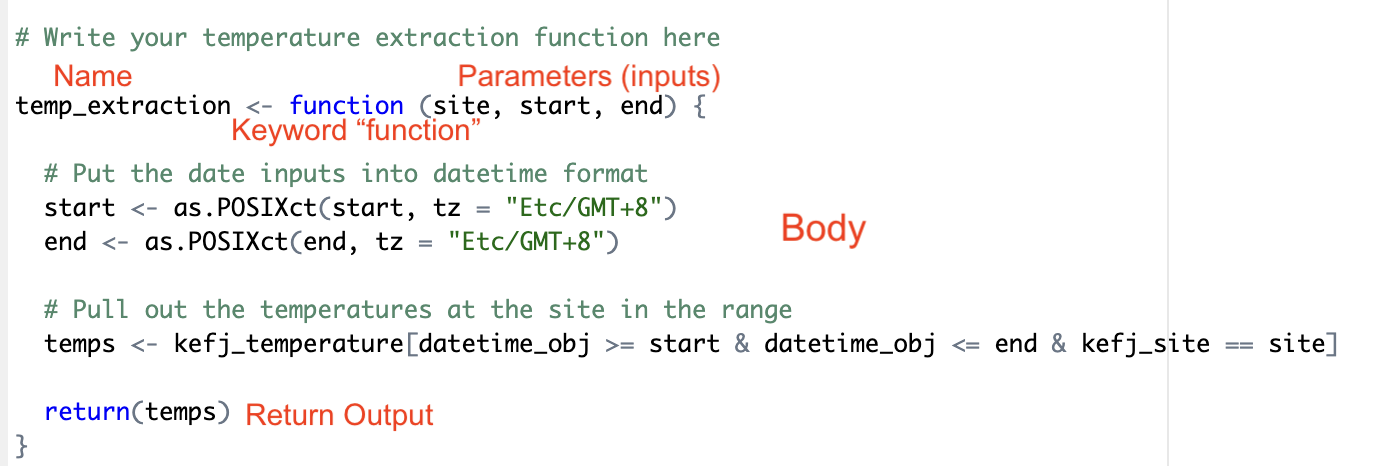 # Write your temperature extraction function here
Name Parameters (inputs)
temp_extraction <- function (site, start, end) {
Keyword “function”
# Put the date inputs into datetime format
start <- as.POSIXct(start, tz = "Etc/GMT+8")
Body
end <- as.POSIXct(end, tz = "Etc/GMT+8")
# Pull out the temperatures at the site in the range
temps <- kefj_temperature[datetime_obj >= start & datetime_obj <= end & kefj_site == site]
return(temps) Return Output
}